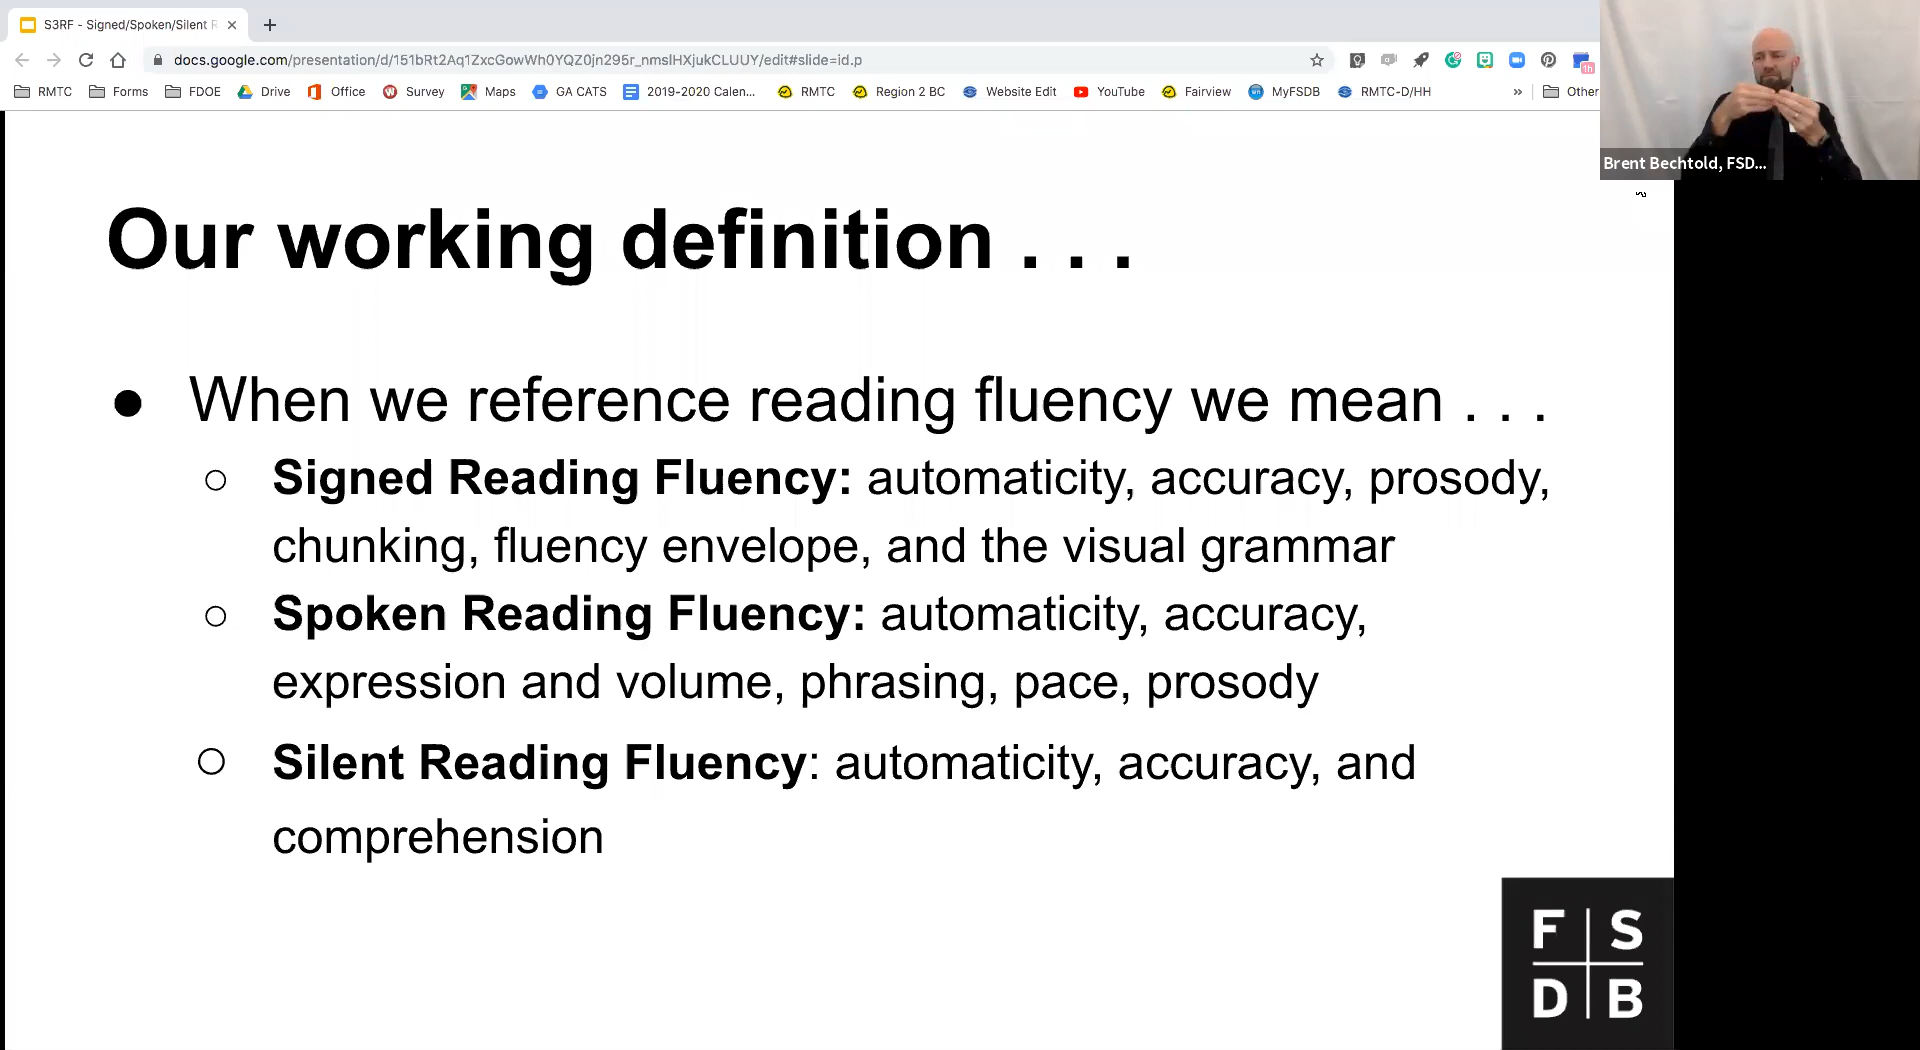 S3RF - Signed/Spoken/Silent R
docs.google.com/presentation/d/151bRt2Aq1ZxcGowWh0YQZ0jn295r_nmsIHXjukCLUUY/edit#slide=id.p
1h
RMTC Forms FDOE Drive Office Survey Maps GA CATS 2019-2020 Calen... RMTC Region 2 BC Website Edit YouTube Fairview MyFSDB RMTC-D/HH » Other
Brent Bechtold, FSD...
Our working definition . . .
● When we reference reading fluency we mean . . .
○ Signed Reading Fluency: automaticity, accuracy, prosody,
chunking, fluency envelope, and the visual grammar
○ Spoken Reading Fluency: automaticity, accuracy,
expression and volume, phrasing, pace, prosody
○ Silent Reading Fluency: automaticity, accuracy, and
comprehension
F S
D B